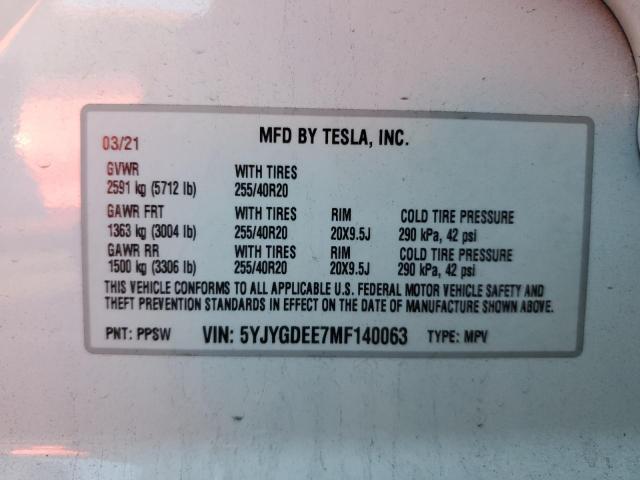 03/21 MFD BY TESLA, INC.
GVWR WITH TIRES
2591 kg (5712 lb) 255/40R20
GAWR FRT WITH TIRES RIM COLD TIRE PRESSURE
1363 kg (3004 lb) 255/40R20 20X9.5J 290 kPa, 42 psi
GAWR RR WITH TIRES RIM COLD TIRE PRESSURE
1500 kg (3306 lb) 255/40R20 20X9.5J 290 kPa, 42 psi
THIS VEHICLE CONFORMS TO ALL APPLICABLE U.S. FEDERAL MOTOR VEHICLE SAFETY AND
THEFT PREVENTION STANDARDS IN EFFECT ON THE DATE OF MANUFACTURE SHOWN ABOVE.
PNT: PPSW VIN: 5YJYGDEE7MF140063 TYPE: MPV